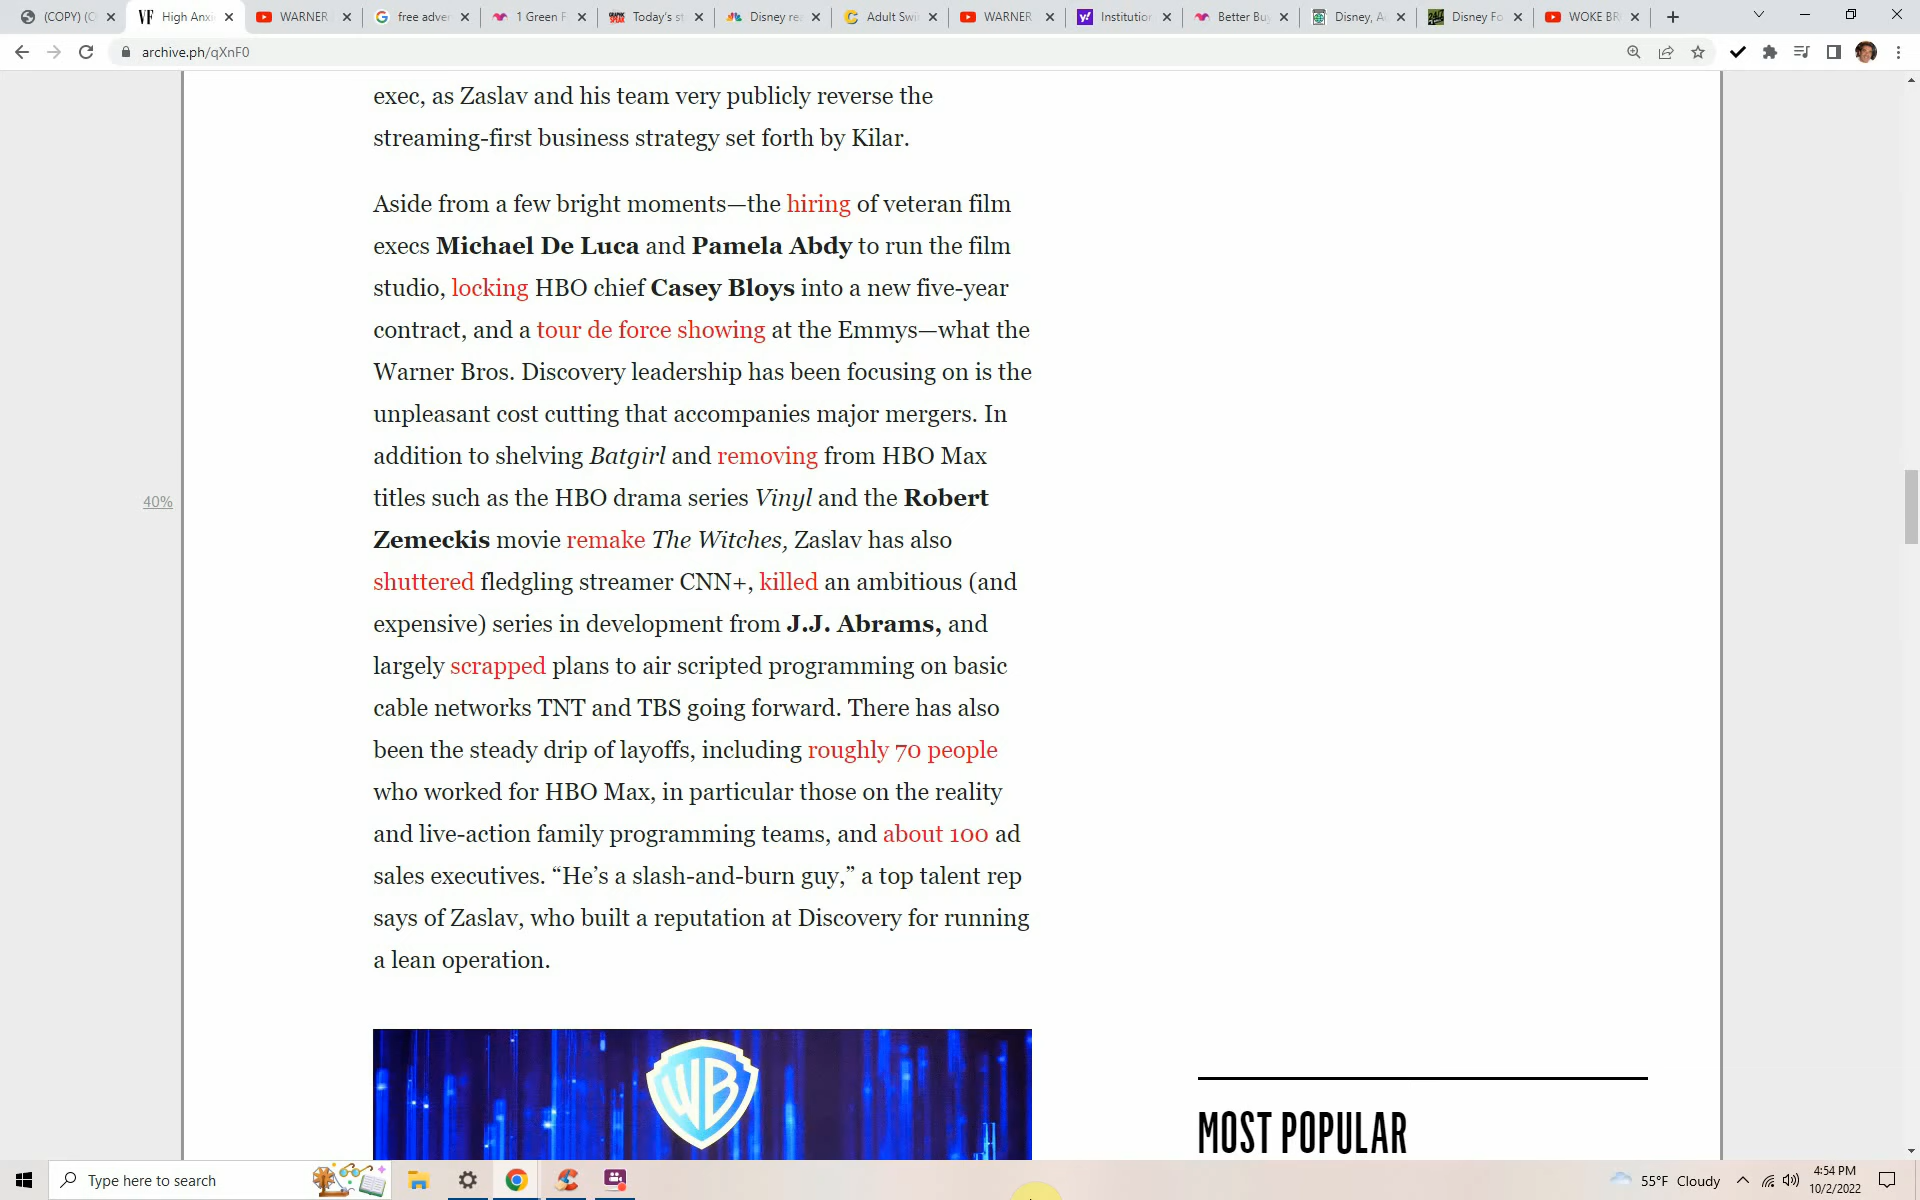 (COPY) (C
High Anxi
WARNER
free adve
1 Green F
Today's s
Disney re
Adult Swi
WARNER
Institution
Better Bu
Disney, A
Disney Fo
WOKE BR
archive.ph/qXnF0
exec, as Zaslav and his team very publicly reverse the
streaming-first business strategy set forth by Kilar.
Aside from a few bright moments—the hiring of veteran film
execs Michael De Luca and Pamela Abdy to run the film
studio, locking HBO chief Casey Bloys into a new five-year
contract, and a tour de force showing at the Emmys—what the
Warner Bros. Discovery leadership has been focusing on is the
unpleasant cost cutting that accompanies major mergers. In
addition to shelving Batgirl and removing from HBO Max
40%
titles such as the HBO drama series Vinyl and the Robert
Zemeckis movie remake The Witches, Zaslav has also
shuttered fledgling streamer CNN+, killed an ambitious (and
expensive) series in development from J.J. Abrams, and
largely scrapped plans to air scripted programming on basic
cable networks TNT and TBS going forward. There has also
been the steady drip of layoffs, including roughly 70 people
who worked for HBO Max, in particular those on the reality
and live-action family programming teams, and about 100 ad
sales executives. “He’s a slash-and-burn guy,” a top talent rep
says of Zaslav, who built a reputation at Discovery for running
a lean operation.
WB
MOST POPULAR
Type here to search
55°F Cloudy
4:54 PM
10/2/2022